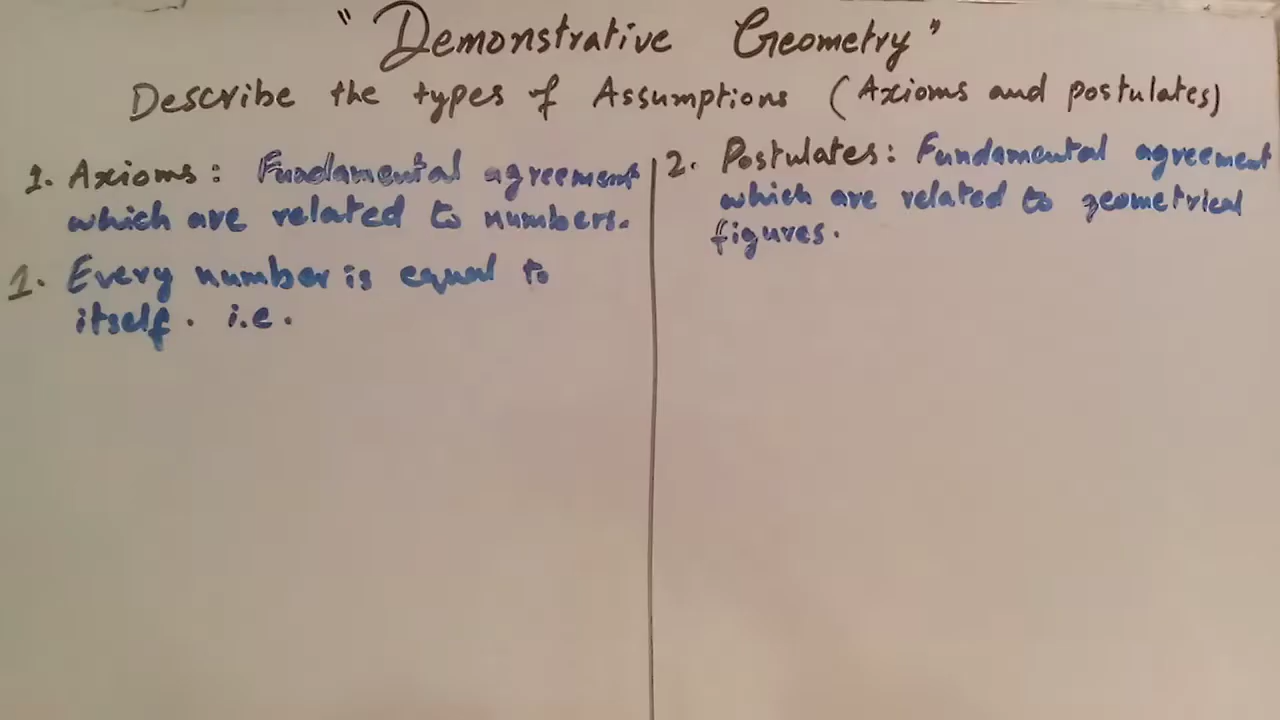 "Demonstrative Geometry"
Describe the types of Assumptions (Axioms and postulates)
1. Axioms: Fundamental agreement
which are related to numbers.
1. Every number is equal to
itself. i.e.
2. Postulates: Fundamental agreement
which are related to geometrical
figures.